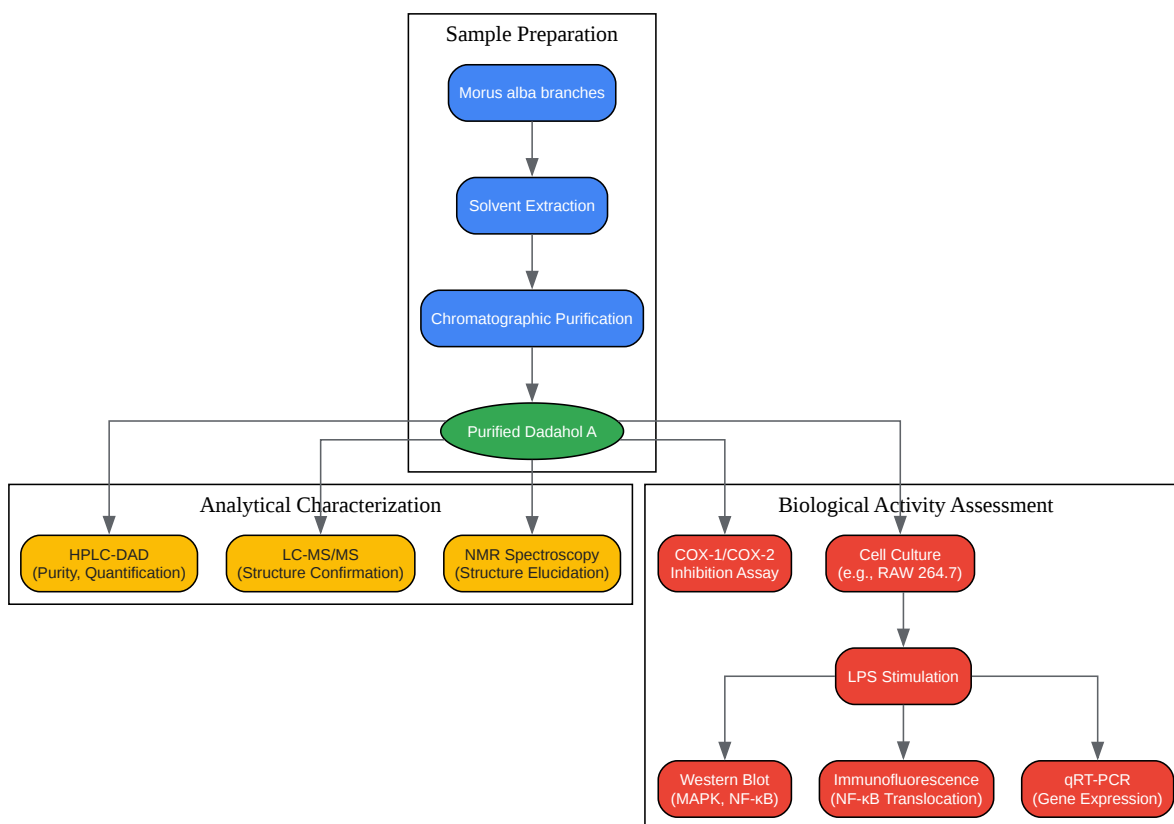 Sample Preparation
Morus alba branches
Solvent Extraction
Chromatographic Purification
Purified Dadahol A
Analytical Characterization
HPLC-DAD
(Purity, Quantification)
LC-MS/MS
(Structure Confirmation)
NMR Spectroscopy
(Structure Elucidation)
Biological Activity Assessment
COX-1/COX-2
Inhibition Assay
Cell Culture
(e.g., RAW 264.7)
LPS Stimulation
Western Blot
(MAPK, NF-κB)
Immunofluorescence
(NF-κB Translocation)
qRT-PCR
(Gene Expression)